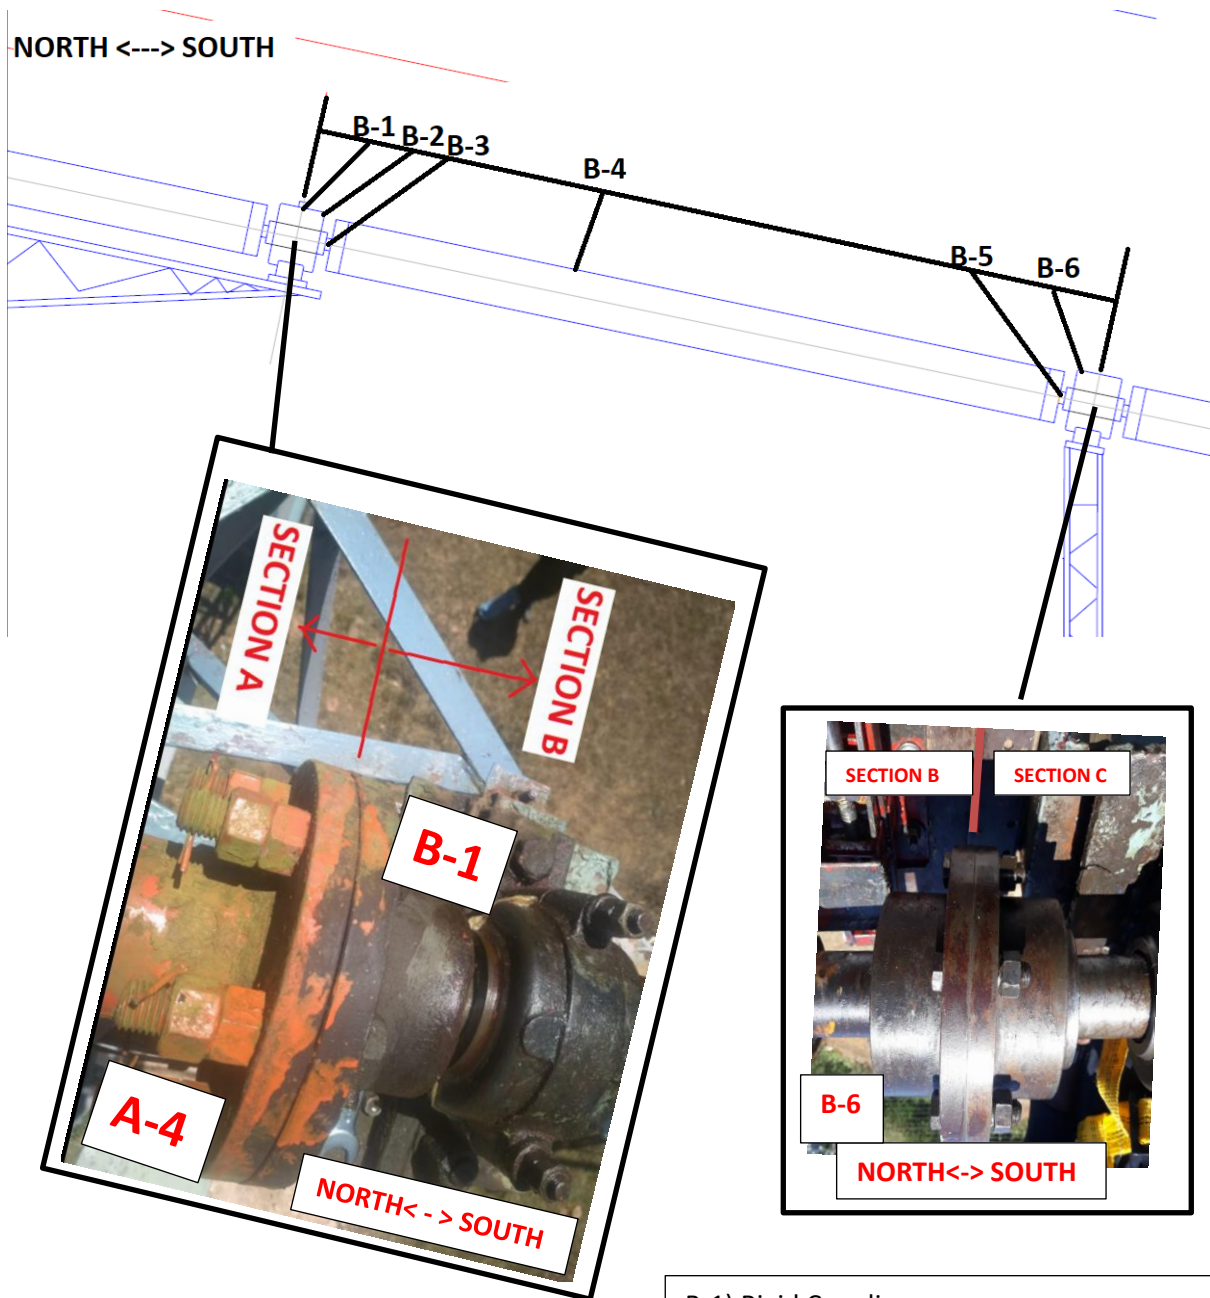 NORTH <---> SOUTH
B-1
B-2
B-3
B-4
B-5
B-6
SECTION A
SECTION B
B-1
A-4
NORTH< - > SOUTH
SECTION B
SECTION C
B-6
NORTH<-> SOUTH